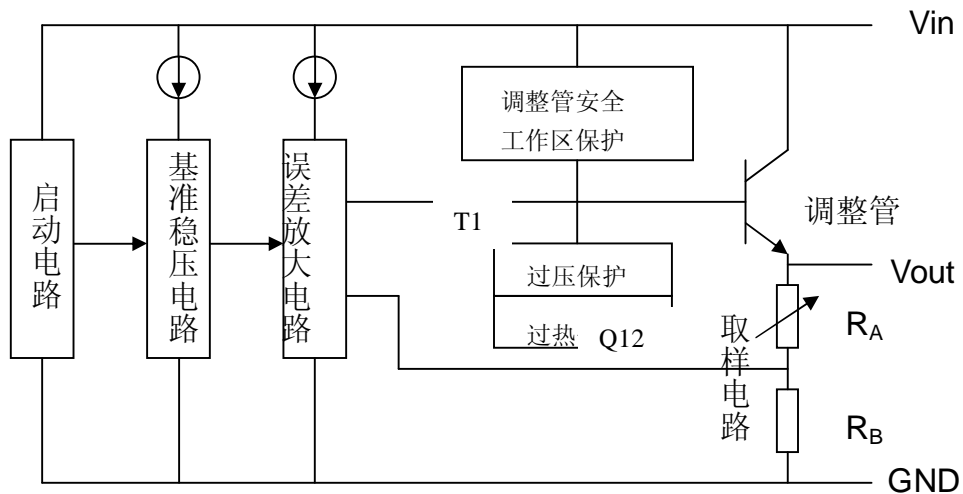 Vin
调整管安全
工作区保护
启动电路
基准稳压电路
误差放大电路
T1
调整管
过压保护
Vout
过热 Q12
取样电路
RA
RB
GND